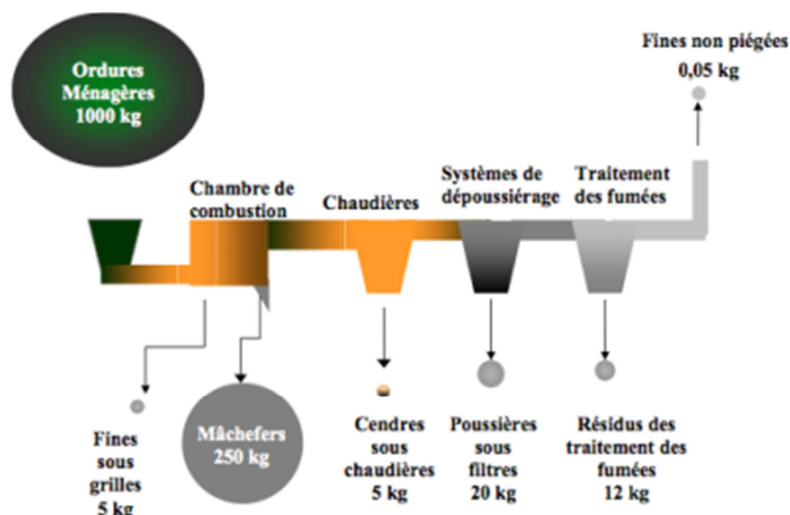 Fines non piégées
0,05 kg
Ordures
Ménagères
1000 kg
Chambre de
combustion
Chaudières
Systèmes de
dépoussiérage
Traitement
des fumées
Fines
sous
grilles
5 kg
Mâchefers
250 kg
Cendres
sous
chaudières
5 kg
Poussières
sous
filtres
20 kg
Résidus des
traitement des
fumées
12 kg